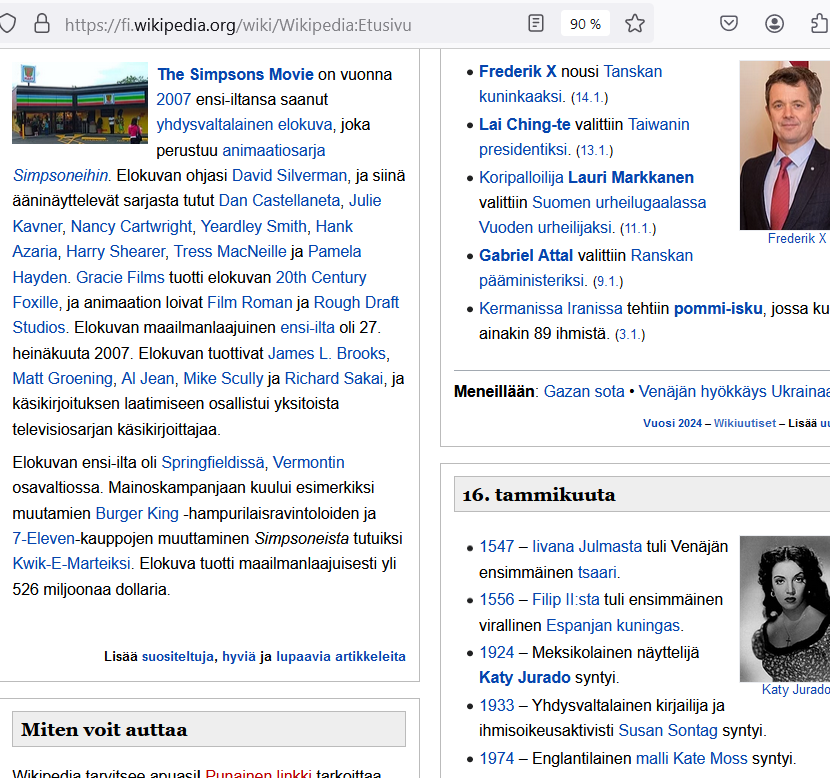 https://fi.wikipedia.org/wiki/Wikipedia:Etusivu
90 %
The Simpsons Movie on vuonna
2007 ensi-iltansa saanut
yhdysvaltalainen elokuva, joka
perustuu animaatiosarja
Simpsoneihin. Elokuvan ohjasi David Silverman, ja siinä
ääninäyttelevät sarjasta tutut Dan Castellaneta, Julie
Kavner, Nancy Cartwright, Yeardley Smith, Hank
Azaria, Harry Shearer, Tress MacNeille ja Pamela
Hayden. Gracie Films tuotti elokuvan 20th Century
Foxille, ja animaation loivat Film Roman ja Rough Draft
Studios. Elokuvan maailmanlaajuinen ensi-ilta oli 27.
heinäkuuta 2007. Elokuvan tuottivat James L. Brooks,
Matt Groening, Al Jean, Mike Scully ja Richard Sakai, ja
käsikirjoituksen laatimiseen osallistui yksitoista
televisiosarjan käsikirjoittajaa.
Elokuvan ensi-ilta oli Springfieldissä, Vermontin
osavaltiossa. Mainoskampanjaan kuului esimerkiksi
muutamien Burger King -hampurilaisravintoloiden ja
7-Eleven-kauppojen muuttaminen Simpsoneista tutuiksi
Kwik-E-Marteiksi. Elokuva tuotti maailmanlaajuisesti yli
526 miljoonaa dollaria.
Lisää suositeltuja, hyviä ja lupaavia artikkeleita
Miten voit auttaa
Wikipedia tarvitsee apuasi! Punainen linkki tarkoittaa
• Frederik X nousi Tanskan
kuninkaaksi. (14.1.)
• Lai Ching-te valittiin Taiwanin
presidentiksi. (13.1.)
• Koripalloilija Lauri Markkanen
valittiin Suomen urheilugaalassa
Vuoden urheilijaksi. (11.1.)
• Gabriel Attal valittiin Ranskan
pääministeriksi. (9.1.)
• Kermanissa Iranissa tehtiin pommi-isku, jossa ku
ainakin 89 ihmistä. (3.1.)
Frederik X
Meneillään: Gazan sota • Venäjän hyökkäys Ukrainaa
Vuosi 2024 – Wikiuutiset – Lisää uu
16. tammikuuta
• 1547 – Iivana Julmasta tuli Venäjän
ensimmäinen tsaari.
• 1556 – Filip II:sta tuli ensimmäinen
virallinen Espanjan kuningas.
• 1924 – Meksikolainen näyttelijä
Katy Jurado syntyi.
• 1933 – Yhdysvaltalainen kirjailija ja
ihmisoikeusaktivisti Susan Sontag syntyi.
• 1974 – Englantilainen malli Kate Moss syntyi.
Katy Jurado